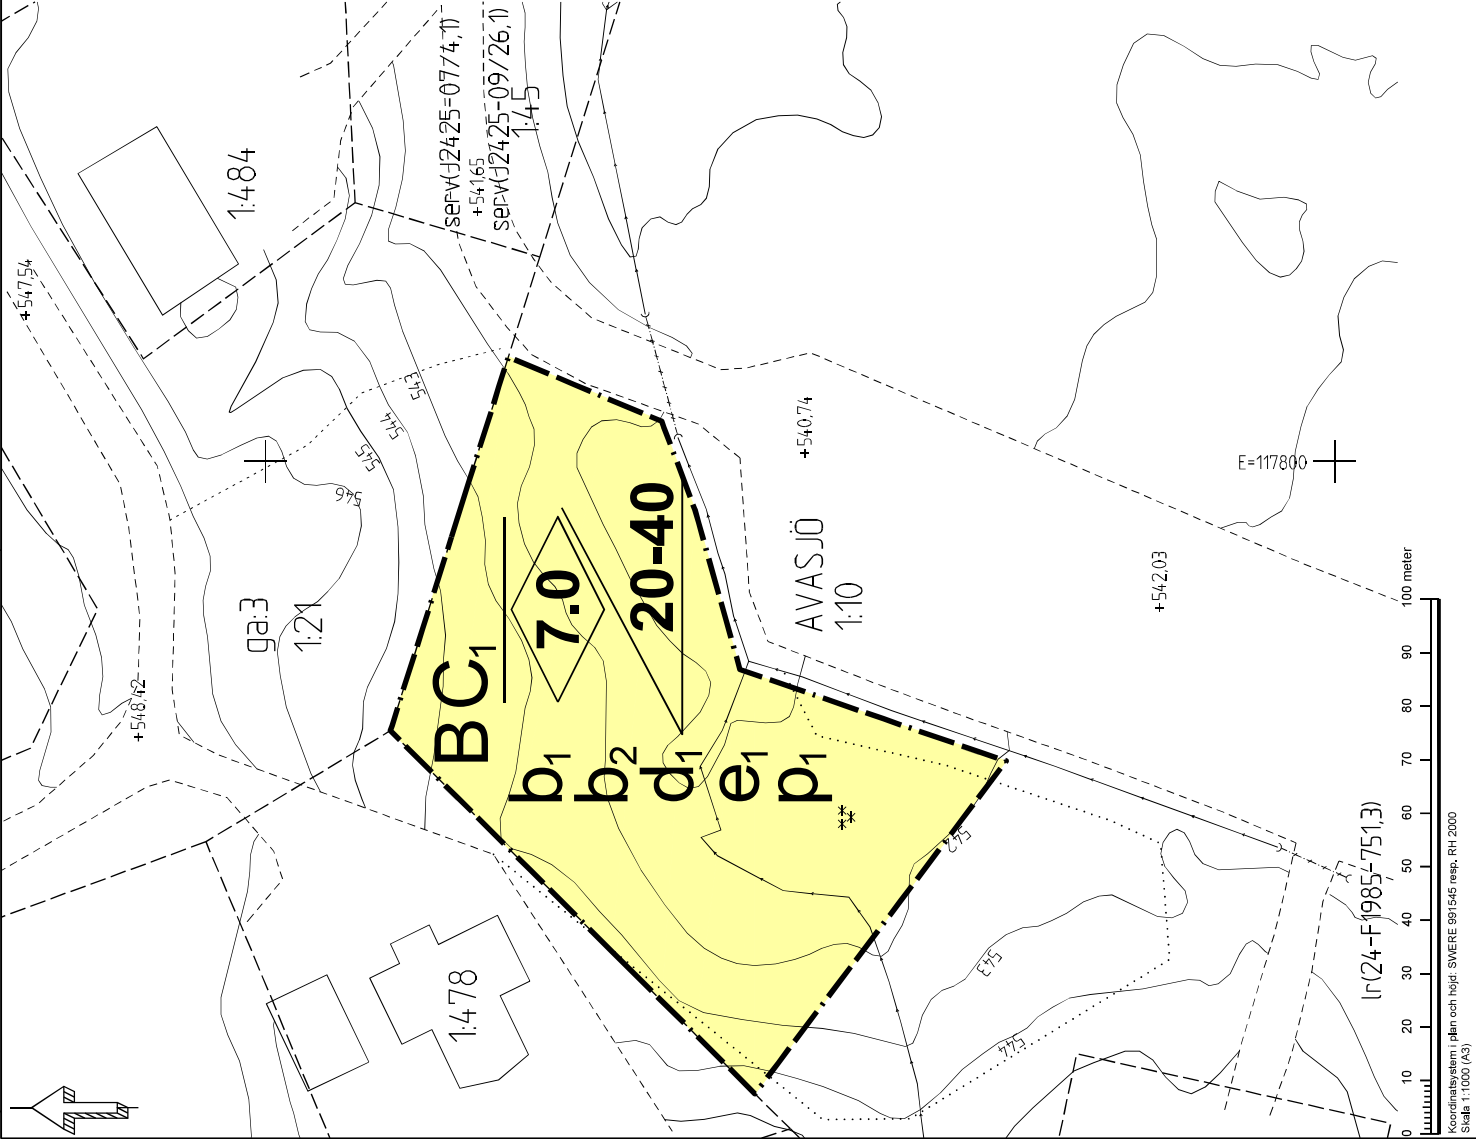 +547,54
1:484
serv(J2425-07/4,1)
+541,65
serv(J2425-09/26,1)
1:45
543
544
545
546
ga:3
1:21
+548,42
B C1
7.0
20-40
b1
b2
d1
e1
p1
+540,74
AVASJÖ
1:10
E=117800
+542,03
542
543
544
1:478
lr(24-F1985-751,3)
0 10 20 30 40 50 60 70 80 90 100 meter
Koordinatsystem i plan och höjd: SWERE 991545 resp. RH 2000
Skala 1:1000 (A3)